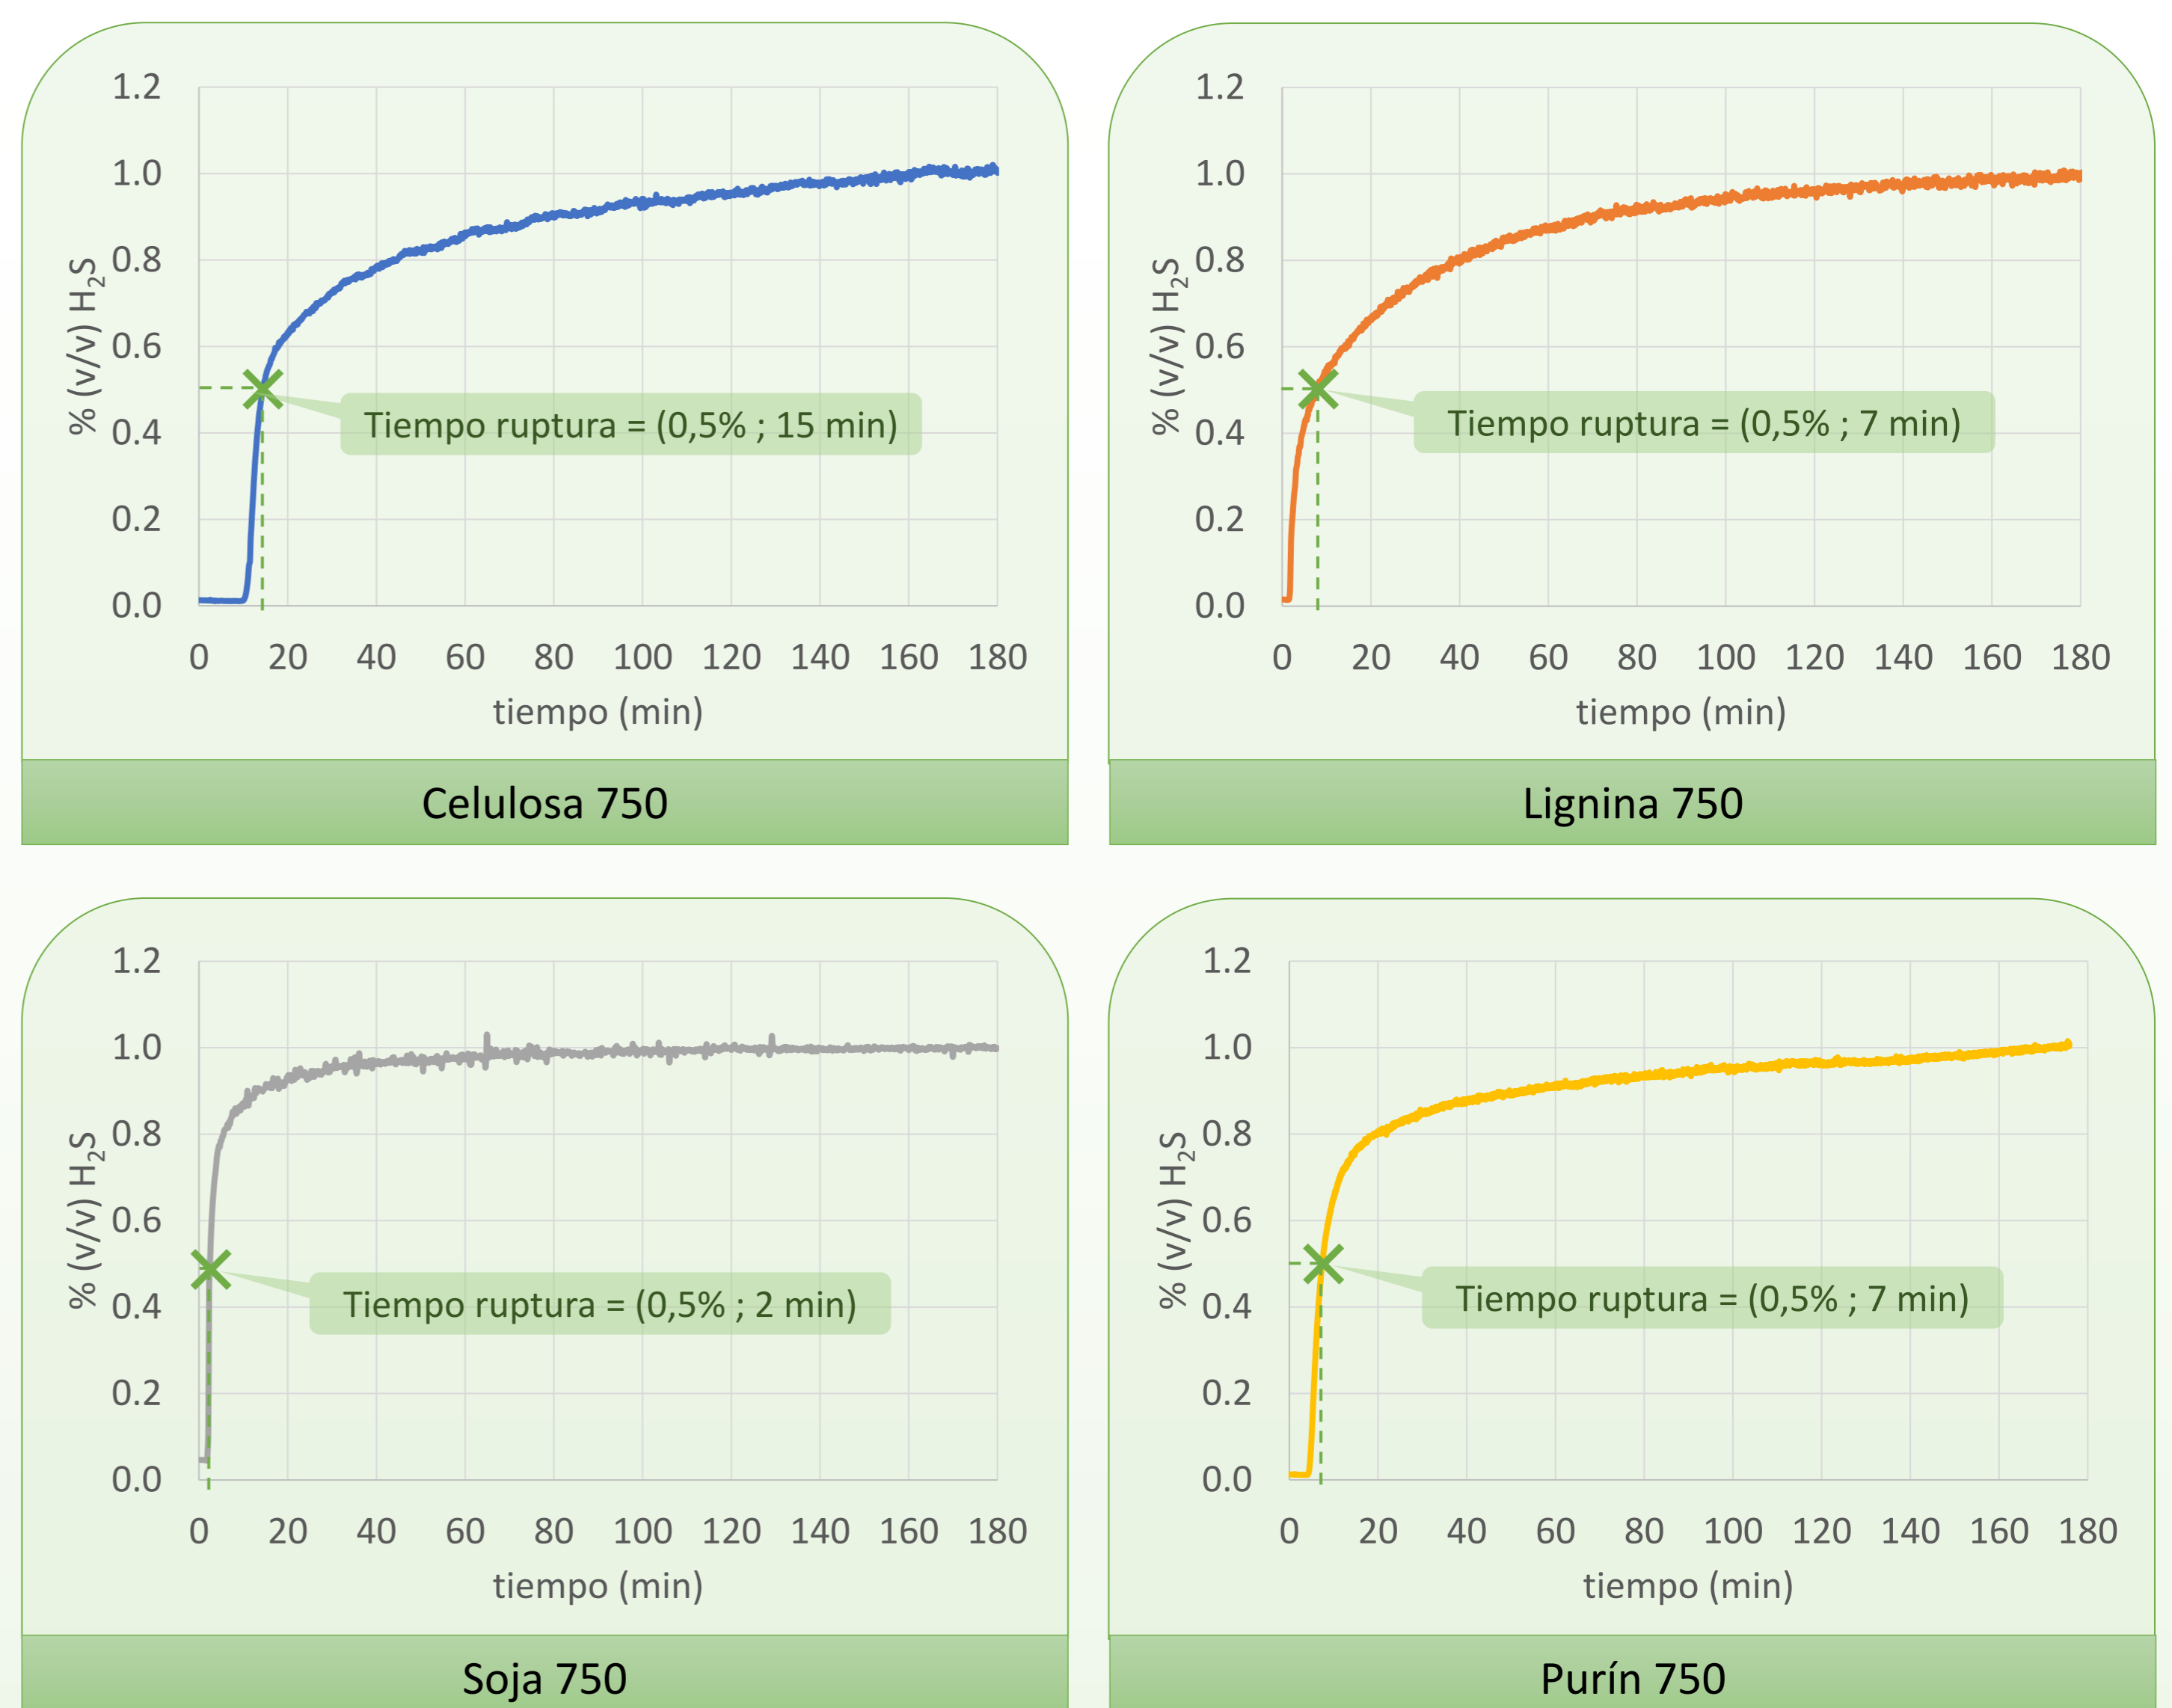 1.2
1.0
0.8
0.6
0.4
0.2
0.0
% (v/v) H₂S
Tiempo ruptura = (0,5% ; 15 min)
0 20 40 60 80 100 120 140 160 180
tiempo (min)
Celulosa 750
1.2
1.0
0.8
0.6
0.4
0.2
0.0
% (v/v) H₂S
Tiempo ruptura = (0,5% ; 7 min)
0 20 40 60 80 100 120 140 160 180
tiempo (min)
Lignina 750
1.2
1.0
0.8
0.6
0.4
0.2
0.0
% (v/v) H₂S
Tiempo ruptura = (0,5% ; 2 min)
0 20 40 60 80 100 120 140 160 180
tiempo (min)
Soja 750
1.2
1.0
0.8
0.6
0.4
0.2
0.0
% (v/v) H₂S
Tiempo ruptura = (0,5% ; 7 min)
0 20 40 60 80 100 120 140 160 180
tiempo (min)
Purín 750